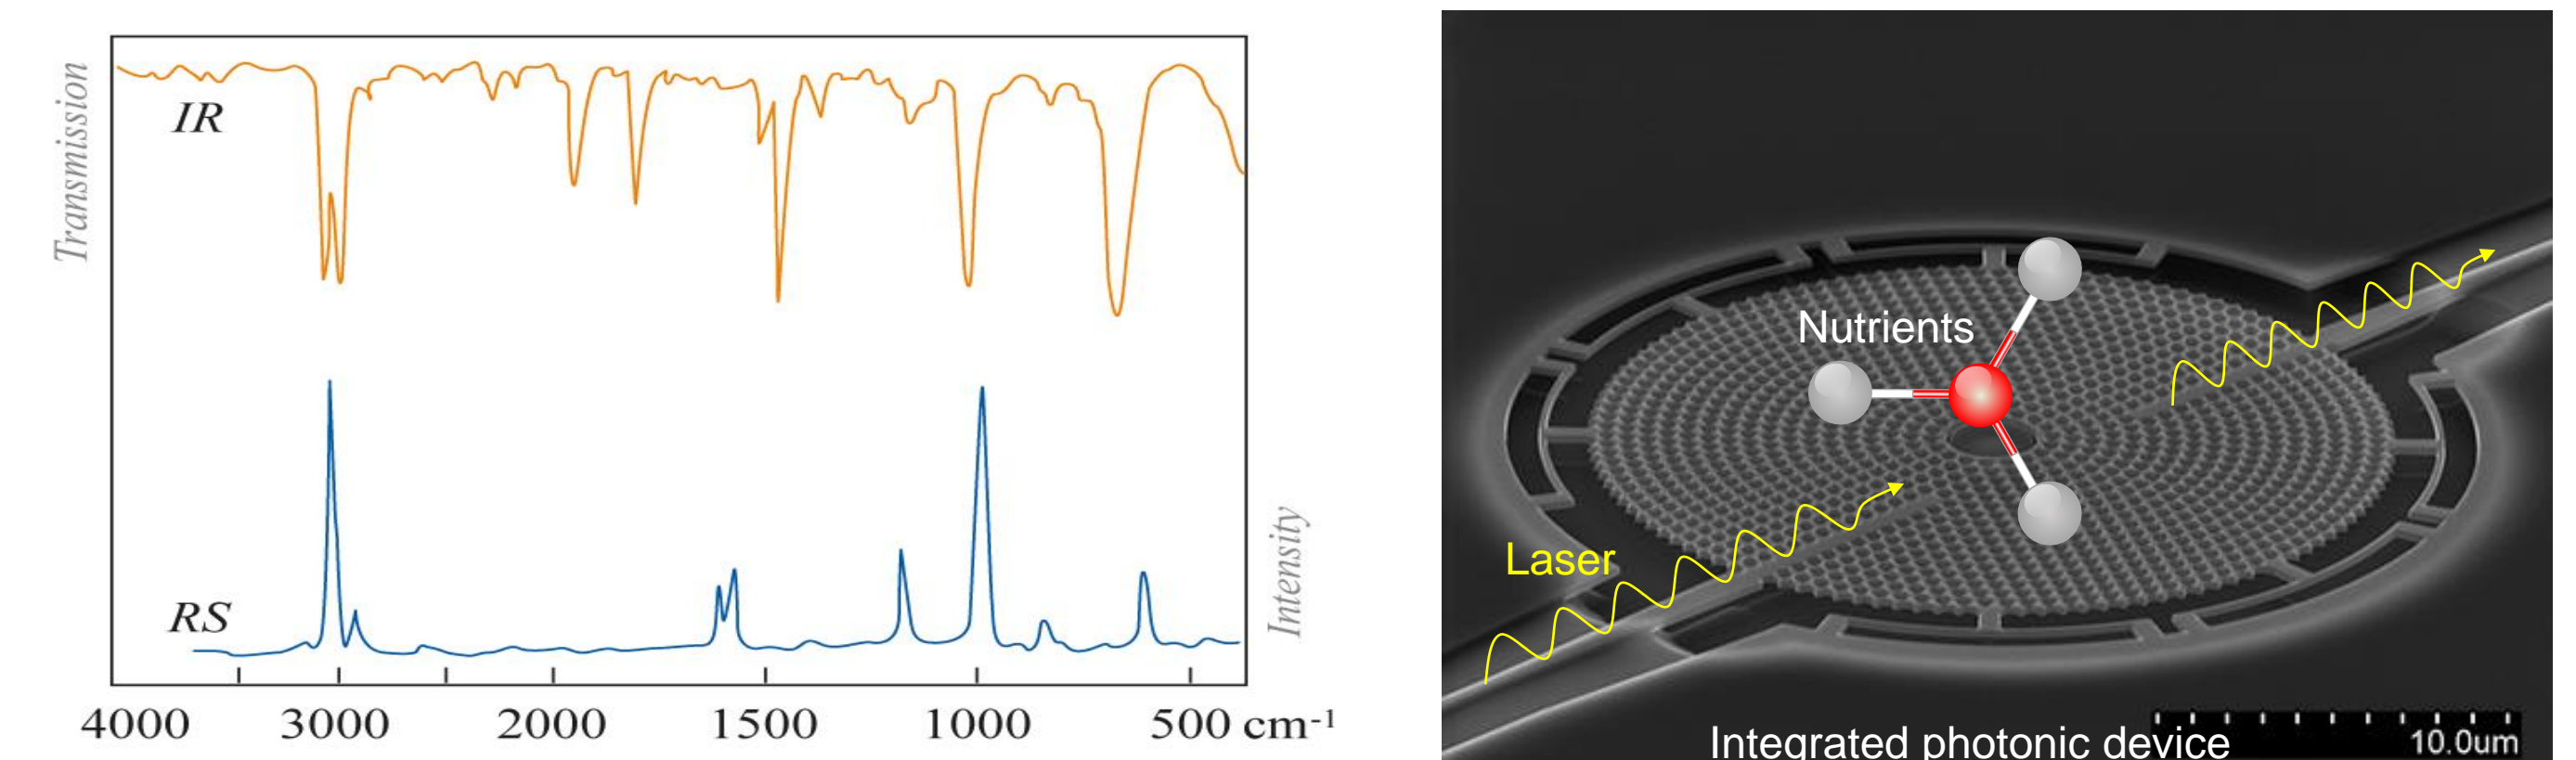 Transmission
IR
RS
Intensity
4000 3000 2000 1500 1000 500 cm-1
Nutrients
Laser
Integrated photonic device
10.0um